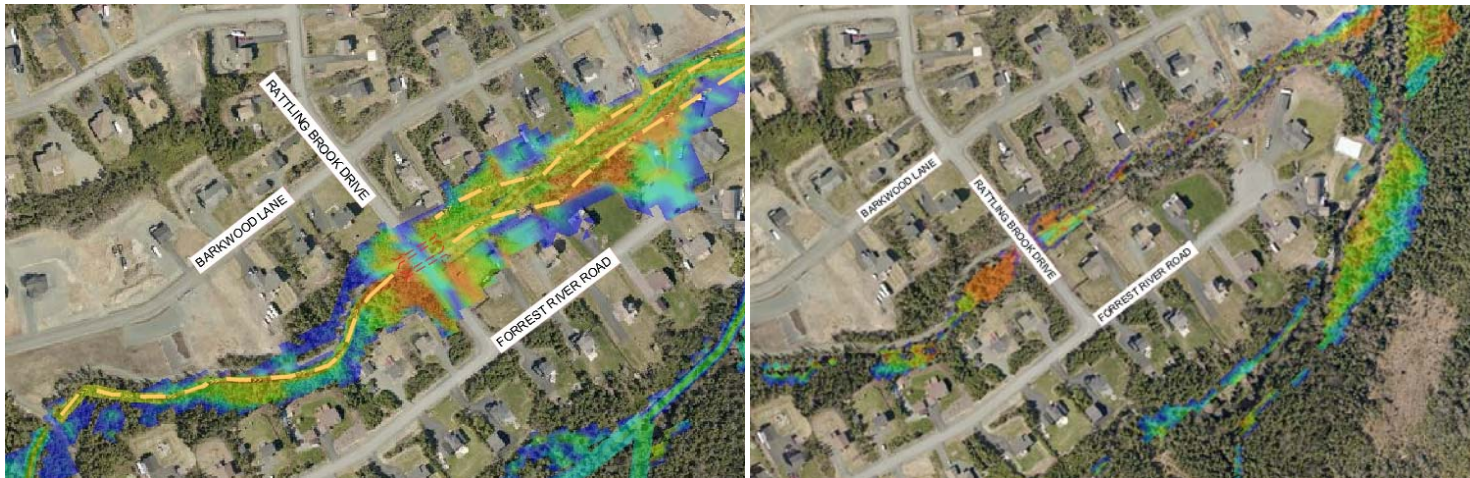 RATTLING BROOK DRIVE
BARKWOOD LANE
FORREST RIVER ROAD
BARKWOOD LANE
RATTLING BROOK DRIVE
FORREST RIVER ROAD